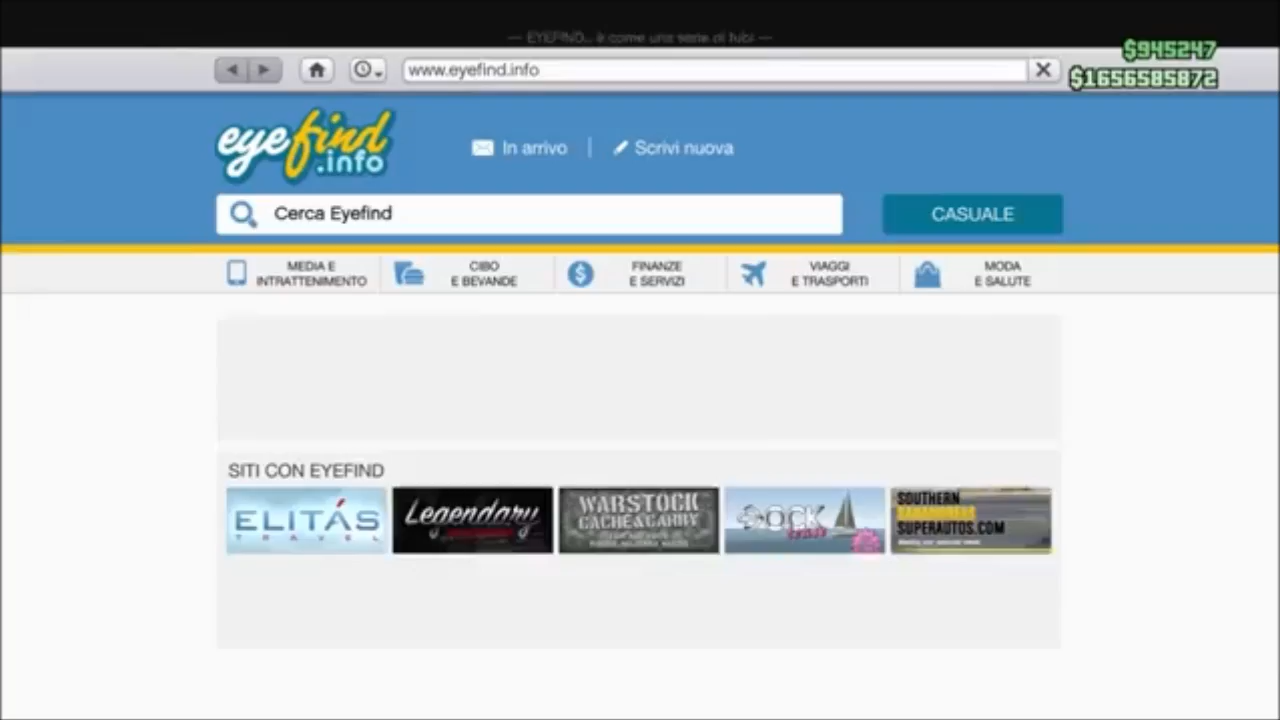 — EYEFIND... è come una serie di tubi —
$945247
www.eyefind.info
$1656585872
eyefind
.info
In arrivo
Scrivi nuova
Cerca Eyefind
CASUALE
MEDIA E
INTRATTENIMENTO
CIBO
E BEVANDE
FINANZE
E SERVIZI
VIAGGI
E TRASPORTI
MODA
E SALUTE
SITI CON EYEFIND
ELITÁS
TRAVEL
Legendary
WARSTOCK
CACHE & CARRY
DOCK
SOUTHERN
SUPERAUTOS.COM